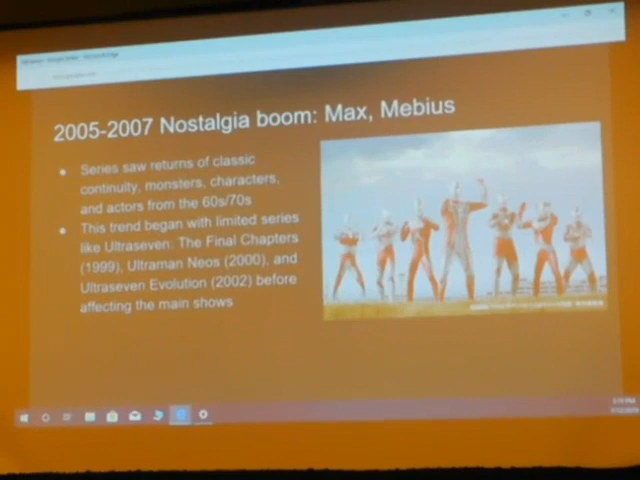 2005-2007 Nostalgia boom: Max, Mebius
Series saw returns of classic
continuity, monsters, characters,
and actors from the 60s/70s
This trend began with limited series
like Ultraseven: The Final Chapters
(1999), Ultraman Neos (2000), and
Ultraseven Evolution (2002) before
affecting the main shows